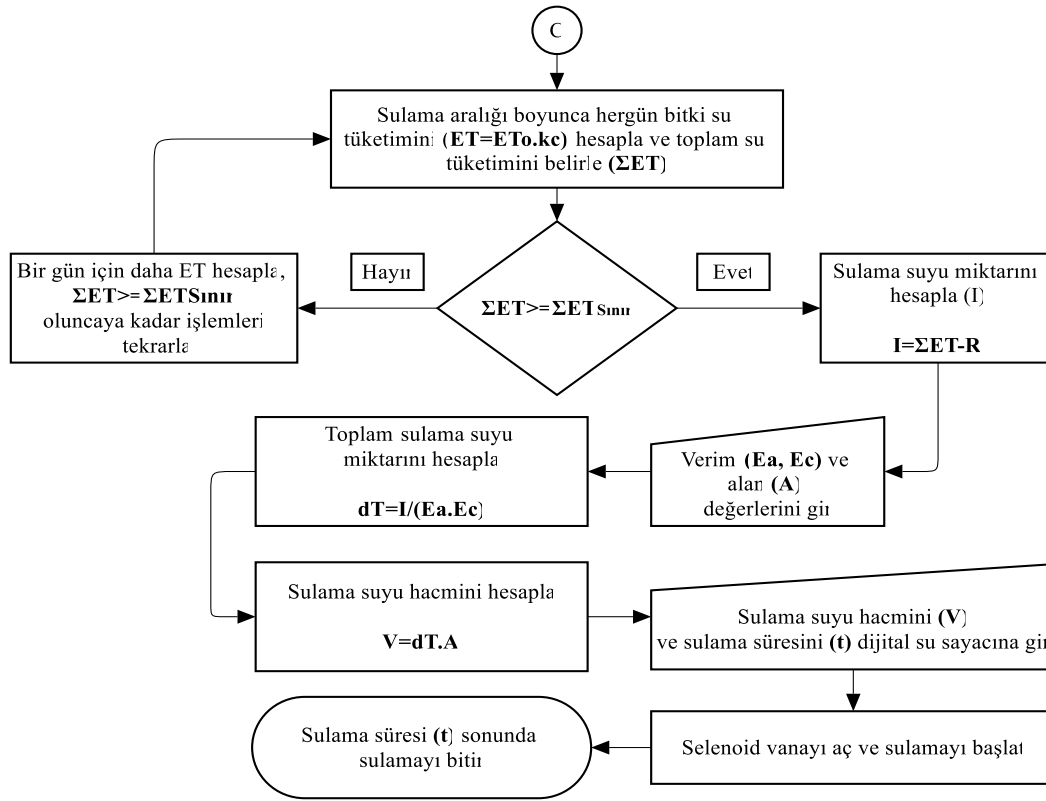 C
Sulama aralığı boyunca hergün bitki su
tüketimini (ET=ETo.kc) hesapla ve toplam su
tüketimini belirle (ΣET)
Bir gün için daha ET hesapla,
ΣET>=ΣETSınır
oluncaya kadar işlemleri
tekrarla
Hayır
ΣET>=ΣETSınır
Evet
Sulama suyu miktarını
hesapla (I)
I=ΣET-R
Toplam sulama suyu
miktarını hesapla
dT=I/(Ea.Ec)
Verim (Ea, Ec) ve
alan (A)
değerlerini gir
Sulama suyu hacmini hesapla
V=dT.A
Sulama suyu hacmini (V)
ve sulama süresini (t) dijital su sayacına gir
Selenoid vanayı aç ve sulamayı başlat
Sulama süresi (t) sonunda
sulamayı bitir